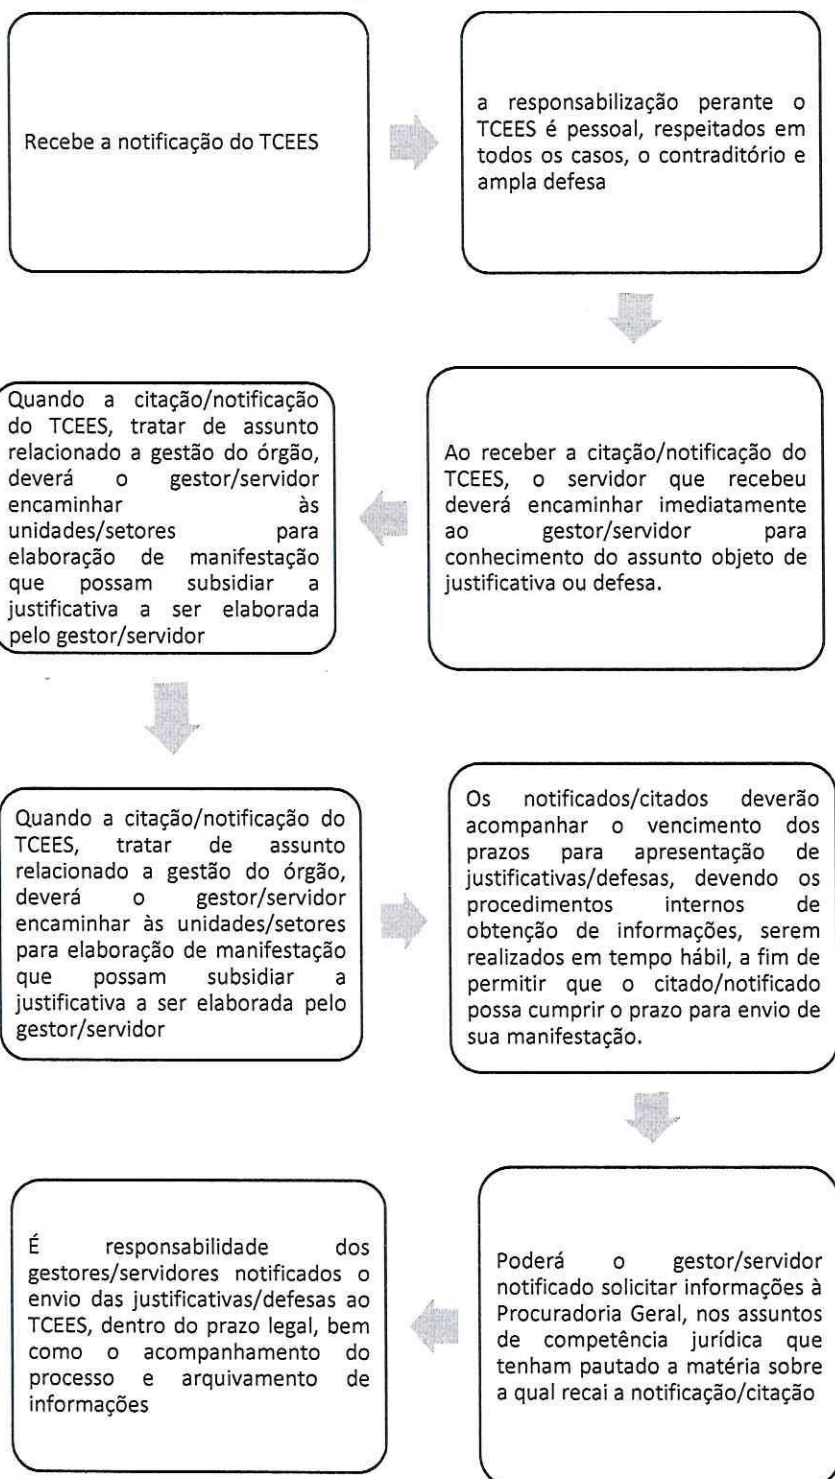 Recebe a notificação do TCEES
a responsabilização perante o
TCEES é pessoal, respeitados em
todos os casos, o contraditório e
ampla defesa
Ao receber a citação/notificação do
TCEES, o servidor que recebeu
deverá encaminhar imediatamente
ao gestor/servidor para
conhecimento do assunto objeto de
justificativa ou defesa.
Quando a citação/notificação
do TCEES, tratar de assunto
relacionado a gestão do órgão,
deverá o gestor/servidor
encaminhar às
unidades/setores para
elaboração de manifestação
que possam subsidiar a
justificativa a ser elaborada
pelo gestor/servidor
Quando a citação/notificação do
TCEES, tratar de assunto
relacionado a gestão do órgão,
deverá o gestor/servidor
encaminhar às unidades/setores
para elaboração de manifestação
que possam subsidiar a
justificativa a ser elaborada pelo
gestor/servidor
Os notificados/citados deverão
acompanhar o vencimento dos
prazos para apresentação de
justificativas/defesas, devendo os
procedimentos internos de
obtenção de informações, serem
realizados em tempo hábil, a fim de
permitir que o citado/notificado
possa cumprir o prazo para envio de
sua manifestação.
Poderá o gestor/servidor
notificado solicitar informações à
Procuradoria Geral, nos assuntos
de competência jurídica que
tenham pautado a matéria sobre
a qual recai a notificação/citação
É responsabilidade dos
gestores/servidores notificados o
envio das justificativas/defesas ao
TCEES, dentro do prazo legal, bem
como o acompanhamento do
processo e arquivamento de
informações